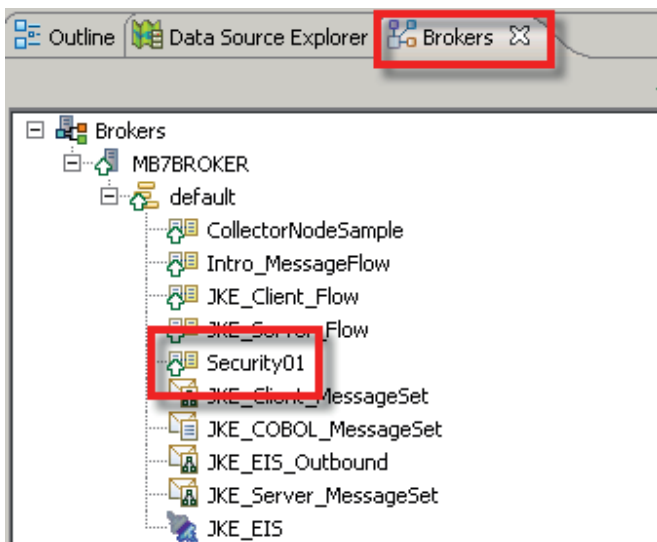 Outline Data Source Explorer Brokers
Brokers
MB7BROKER
default
CollectorNodeSample
Intro_MessageFlow
JKE_Client_Flow
JKE_Server_Flow
Security01
JKE_Client_MessageSet
JKE_COBOL_MessageSet
JKE_EIS_Outbound
JKE_Server_MessageSet
JKE_EIS